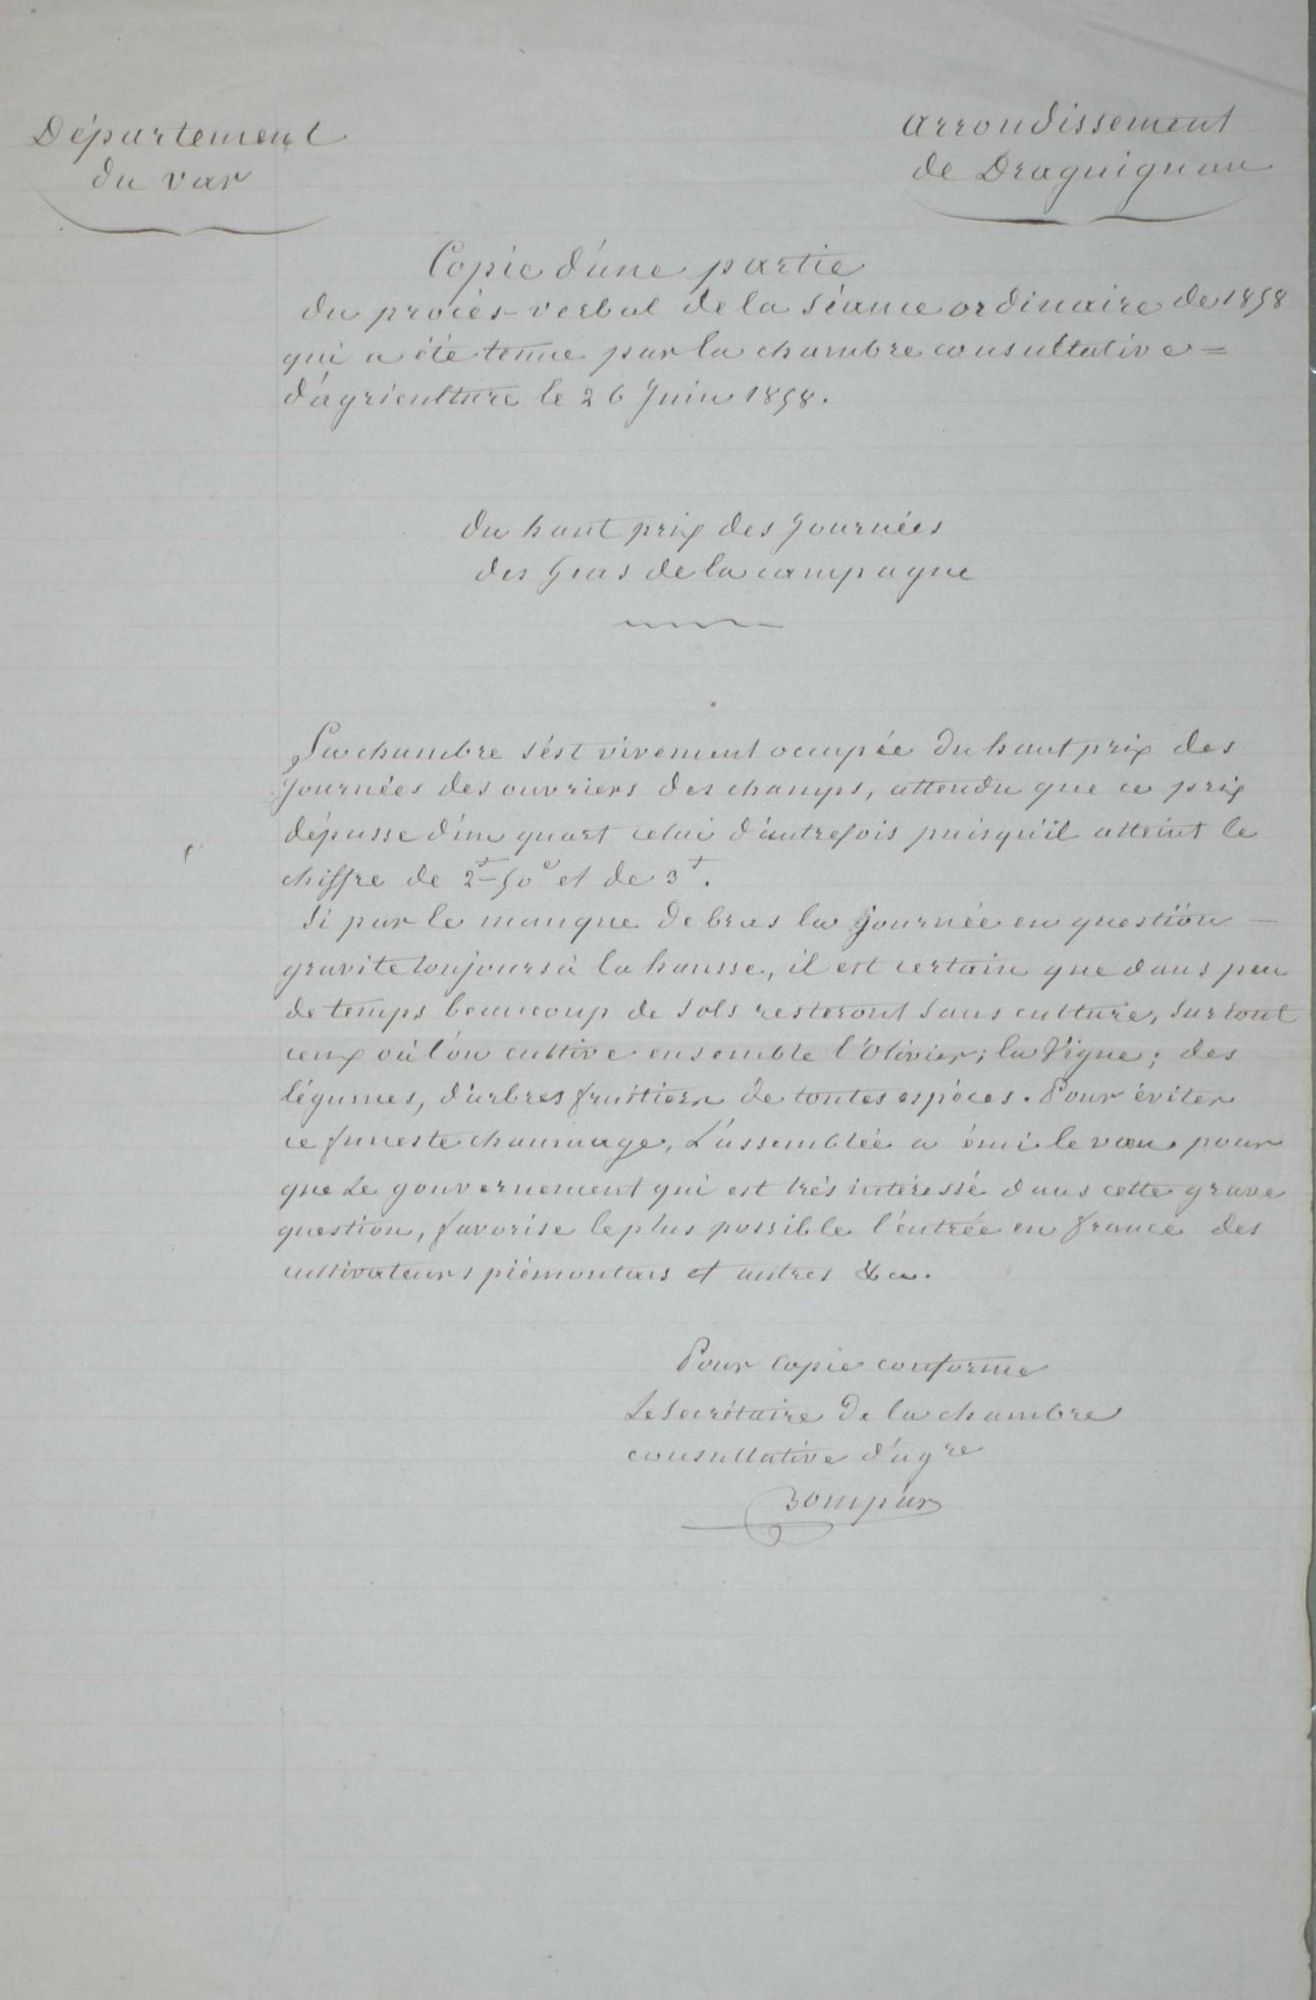 Département
du var
arrondissement
de Draguignan
Copie d'une partie
du procès-verbal de la séance ordinaire de 1858
qui a été tenue par la chambre consultative =
d'agriculture le 26 Juin 1858.
du haut prix des journées
des Gens de la campagne
La chambre s'est vivement occupée du haut prix des
journées des ouvriers des champs, attendu que ce prix
dépasse d'un quart celui d'autrefois puisqu'il atteint le
chiffre de 2f-50c et de 3f.
Si par le manque de bras la journée en question -
gravite toujours à la hausse, il est certain que dans peu
de temps beaucoup de sols resteront sans culture, surtout
ceux où l'on cultive ensemble l'Olivier; la Vigne; des
légumes, d'arbres fruitiers de toutes espèces. Pour éviter
ce funeste chaumage, L'assemblée a émi le vœu pour
que Le gouvernement qui est très intéressé dans cette grave
question, favorise le plus possible l'entrée en france des
cultivateurs piémontais et autres &ca.
Pour copie conforme
Le secrétaire de la chambre
consultative d'agre
Bompar